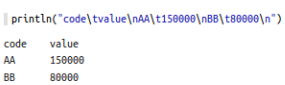 println("code\tvalue\nAA\t150000\nBB\t80000\n")
code value
AA 150000
BB 80000